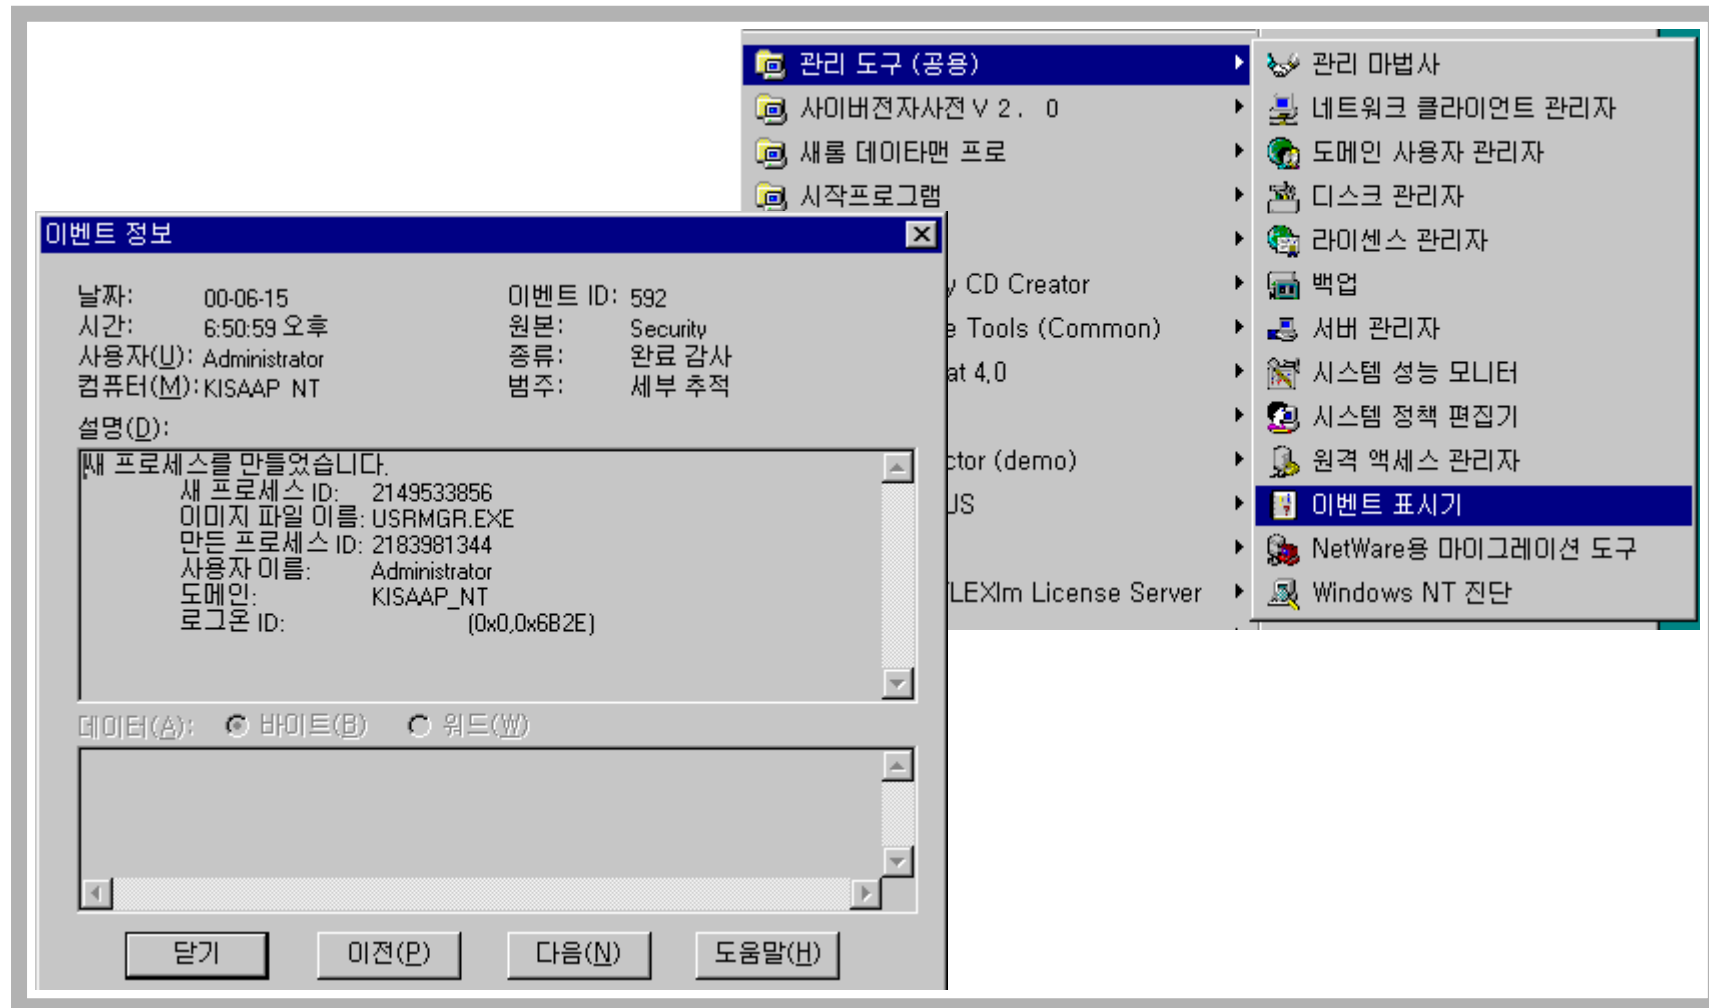 관리 도구 (공용)
사이버전자사전 V 2. 0
새롬 데이타맨 프로
시작프로그램
y CD Creator
e Tools (Common)
at 4.0
ctor (demo)
JS
LEXlm License Server
관리 마법사
네트워크 클라이언트 관리자
도메인 사용자 관리자
디스크 관리자
라이센스 관리자
백업
서버 관리자
시스템 성능 모니터
시스템 정책 편집기
원격 액세스 관리자
이벤트 표시기
NetWare용 마이그레이션 도구
Windows NT 진단
이벤트 정보
날짜: 00-06-15 이벤트 ID: 592
시간: 6:50:59 오후 원본: Security
사용자(U): Administrator 종류: 완료 감사
컴퓨터(M): KISAAP_NT 범주: 세부 추적
설명(D):
새 프로세스를 만들었습니다.
새 프로세스 ID: 2149533856
이미지 파일 이름: USRMGR.EXE
만든 프로세스 ID: 2183981344
사용자 이름: Administrator
도메인: KISAAP_NT
로그온 ID: (0x0,0x6B2E)
데이터(A): 바이트(B) 워드(W)
닫기 이전(P) 다음(N) 도움말(H)